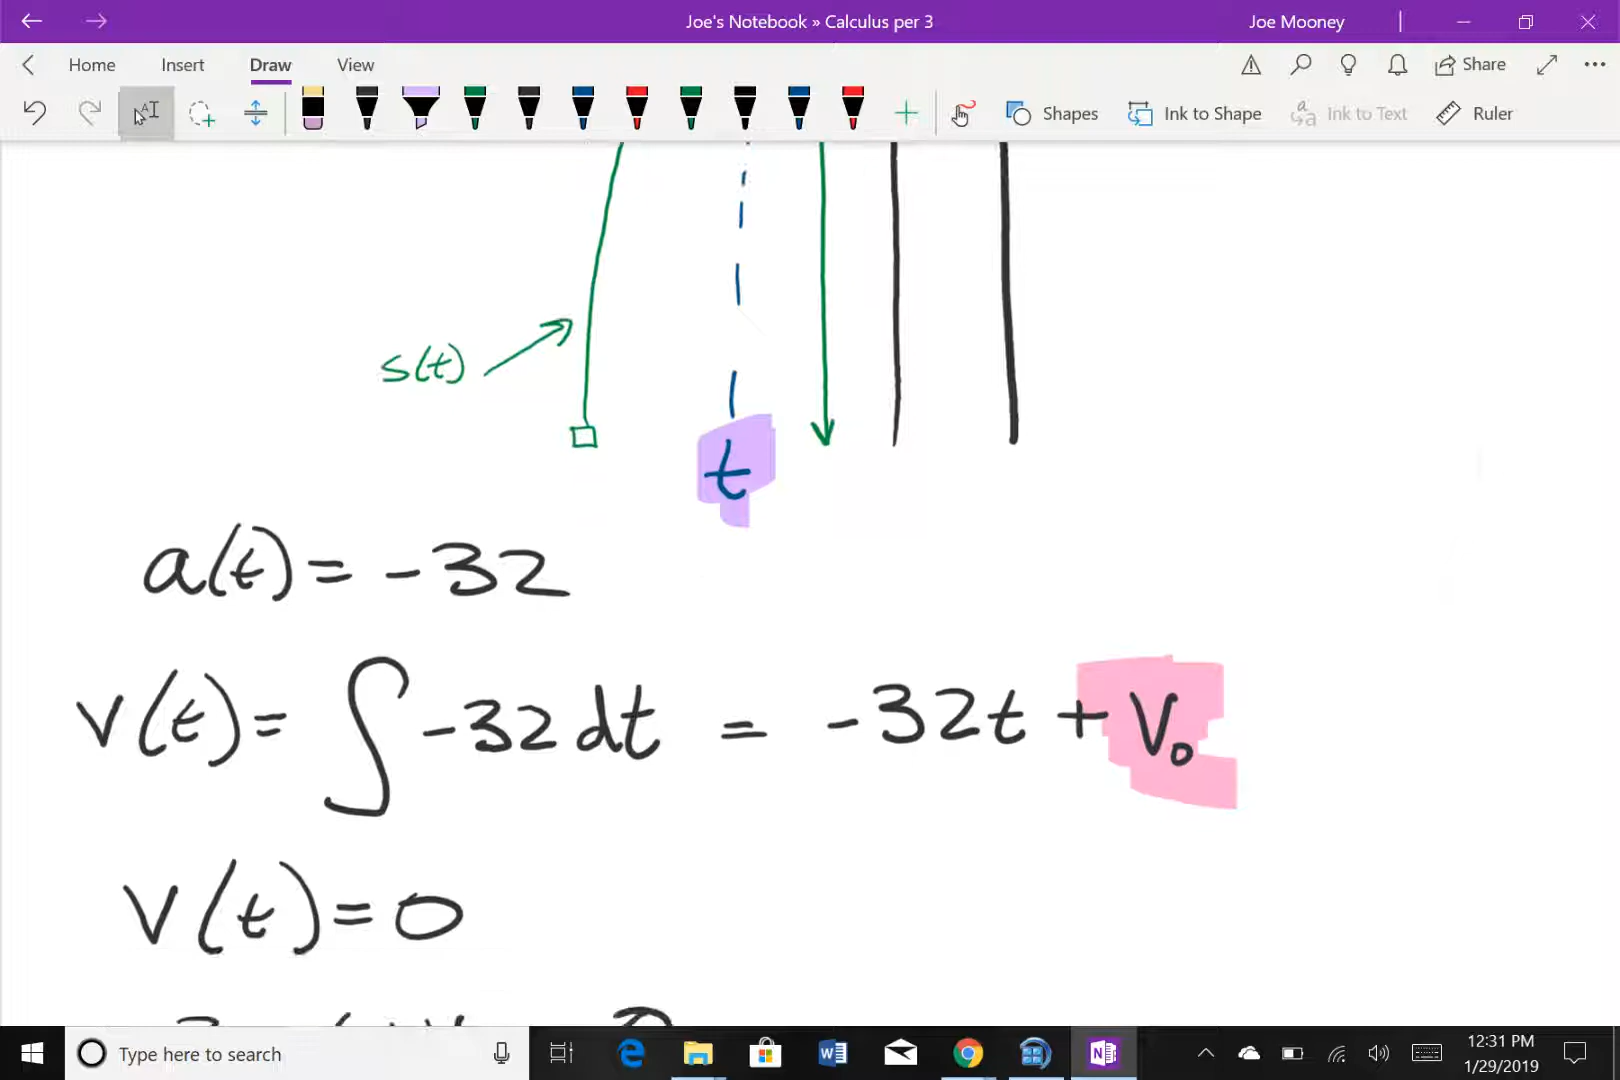 Joe's Notebook » Calculus per 3
Joe Mooney
Home Insert Draw View
Share
Shapes
Ink to Shape
Ink to Text
Ruler
s(t)
t
a(t) = -32
v(t) = ∫ -32 dt = -32t + V₀
V(t) = 0
Type here to search
12:31 PM
1/29/2019